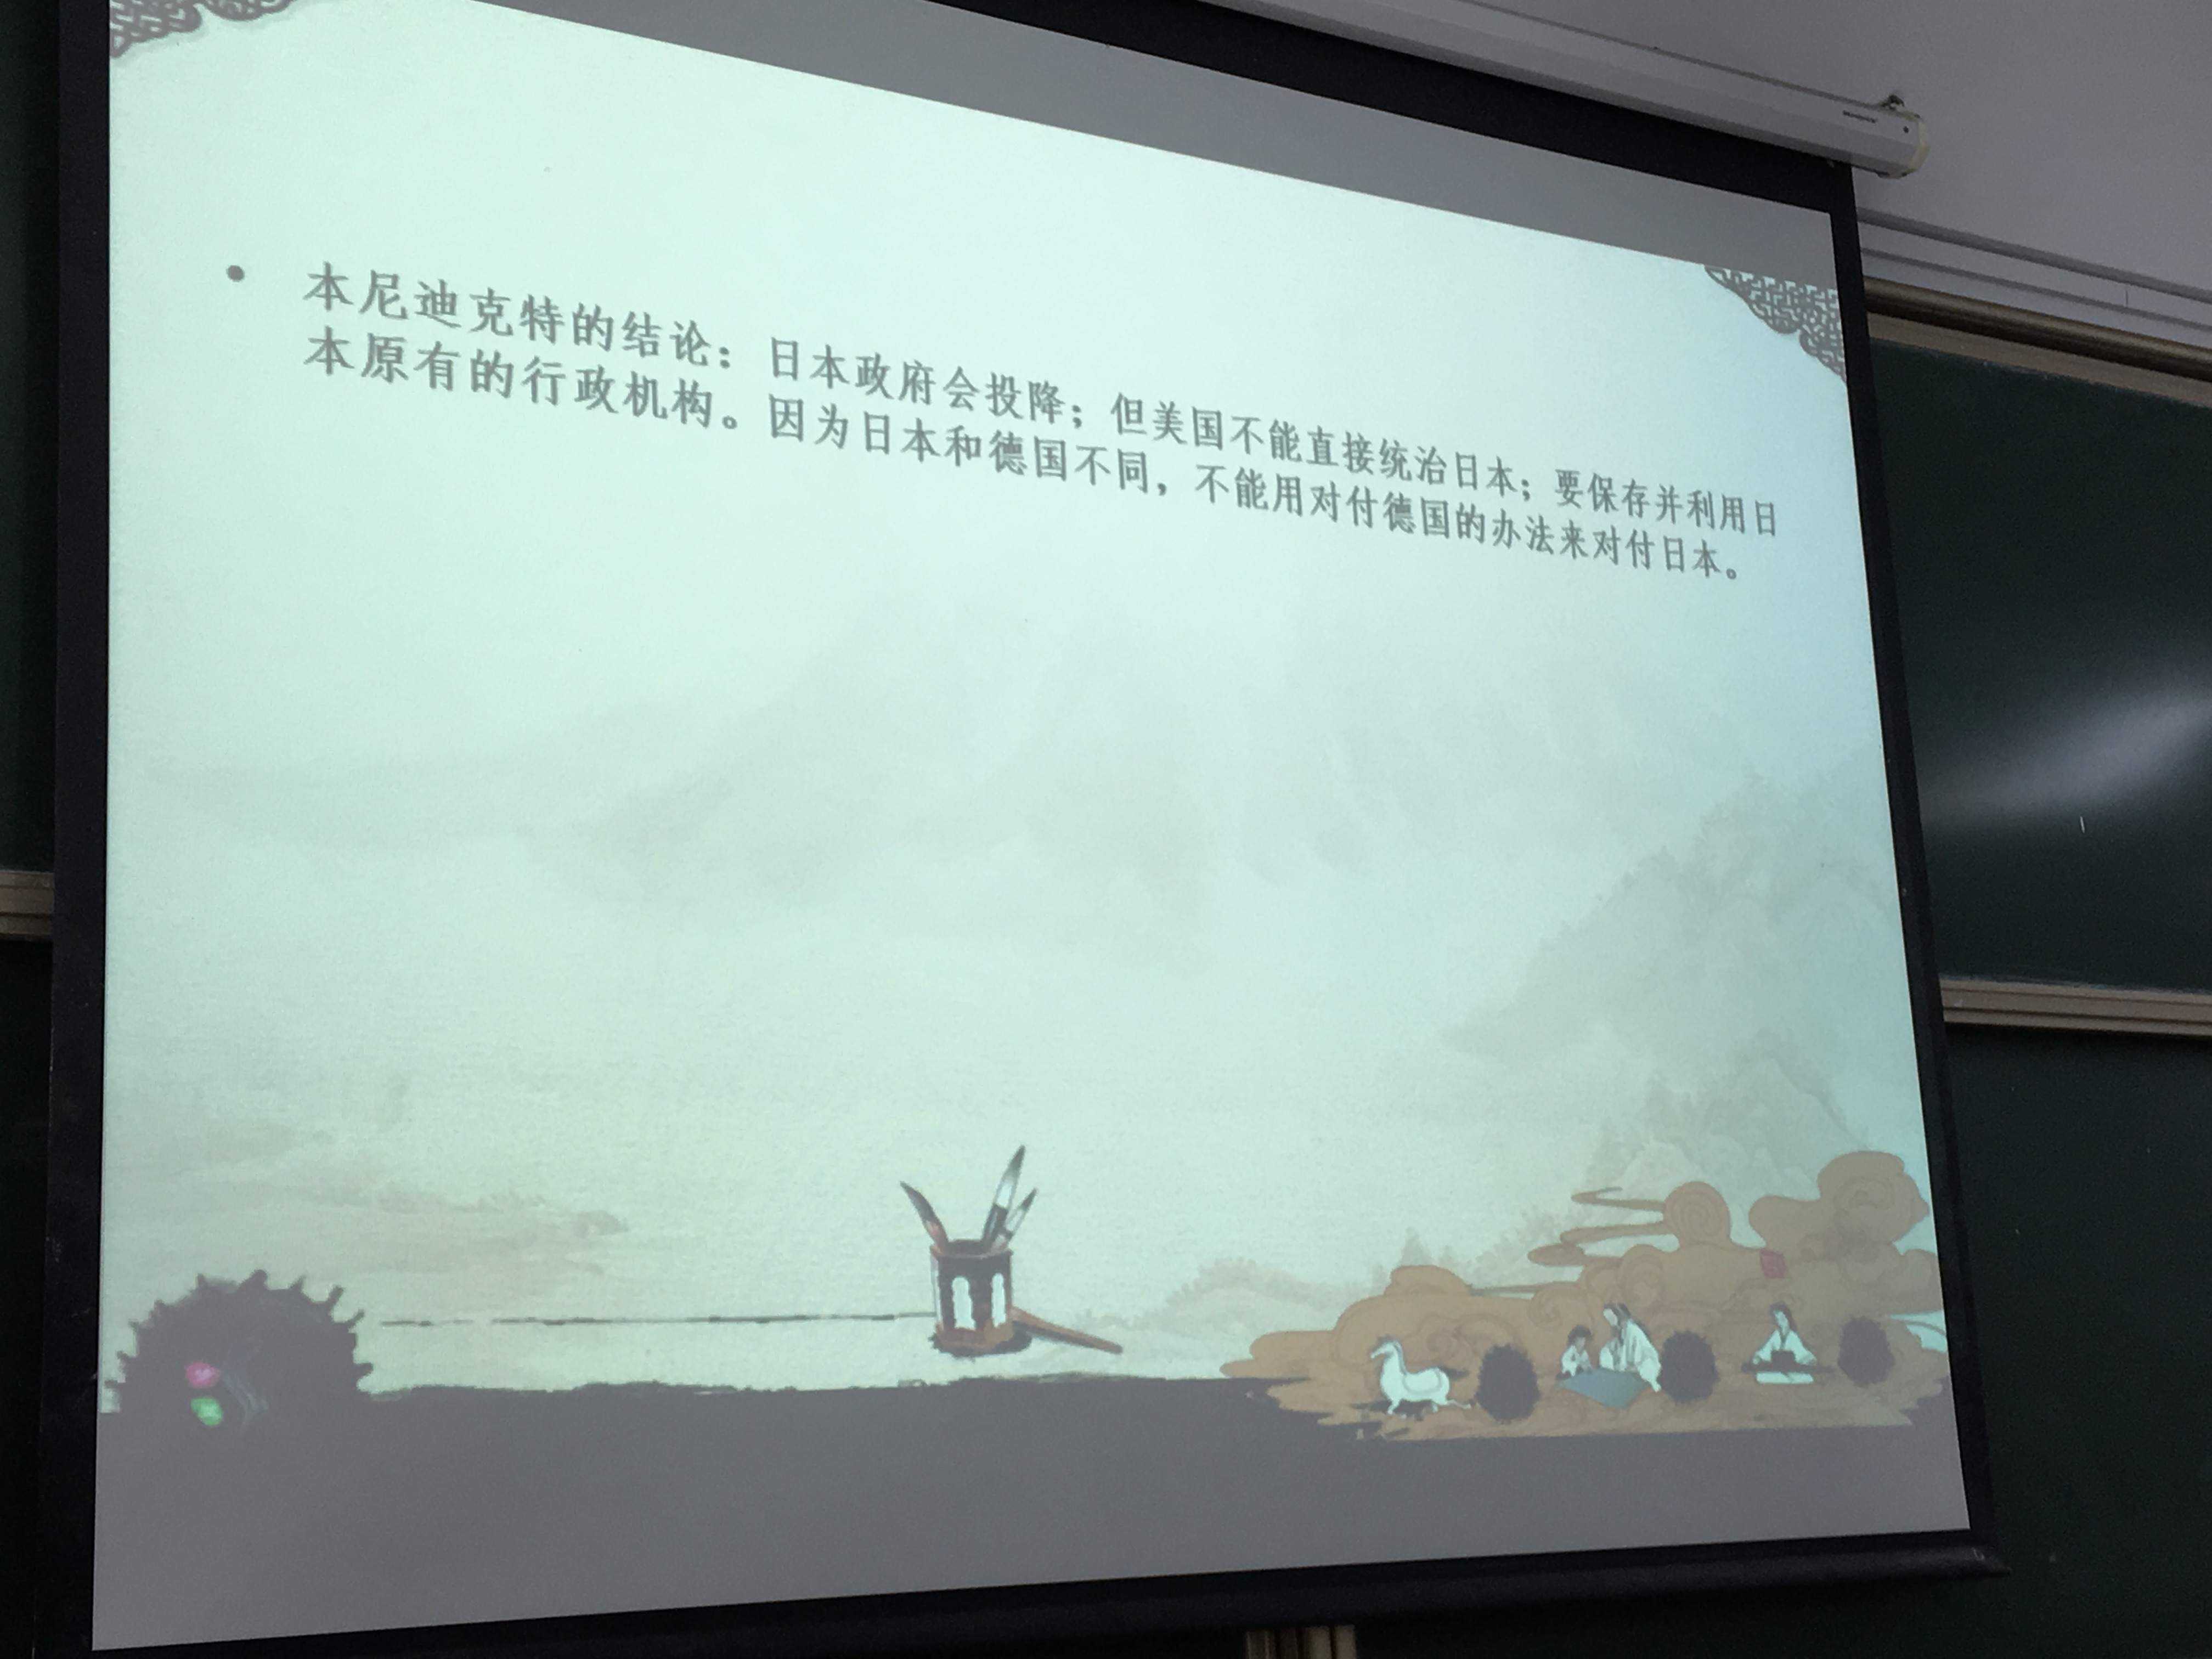 • 本尼迪克特的结论：日本政府会投降；但美国不能直接统治日本；要保存并利用日
本原有的行政机构。因为日本和德国不同，不能用对付德国的办法来对付日本。